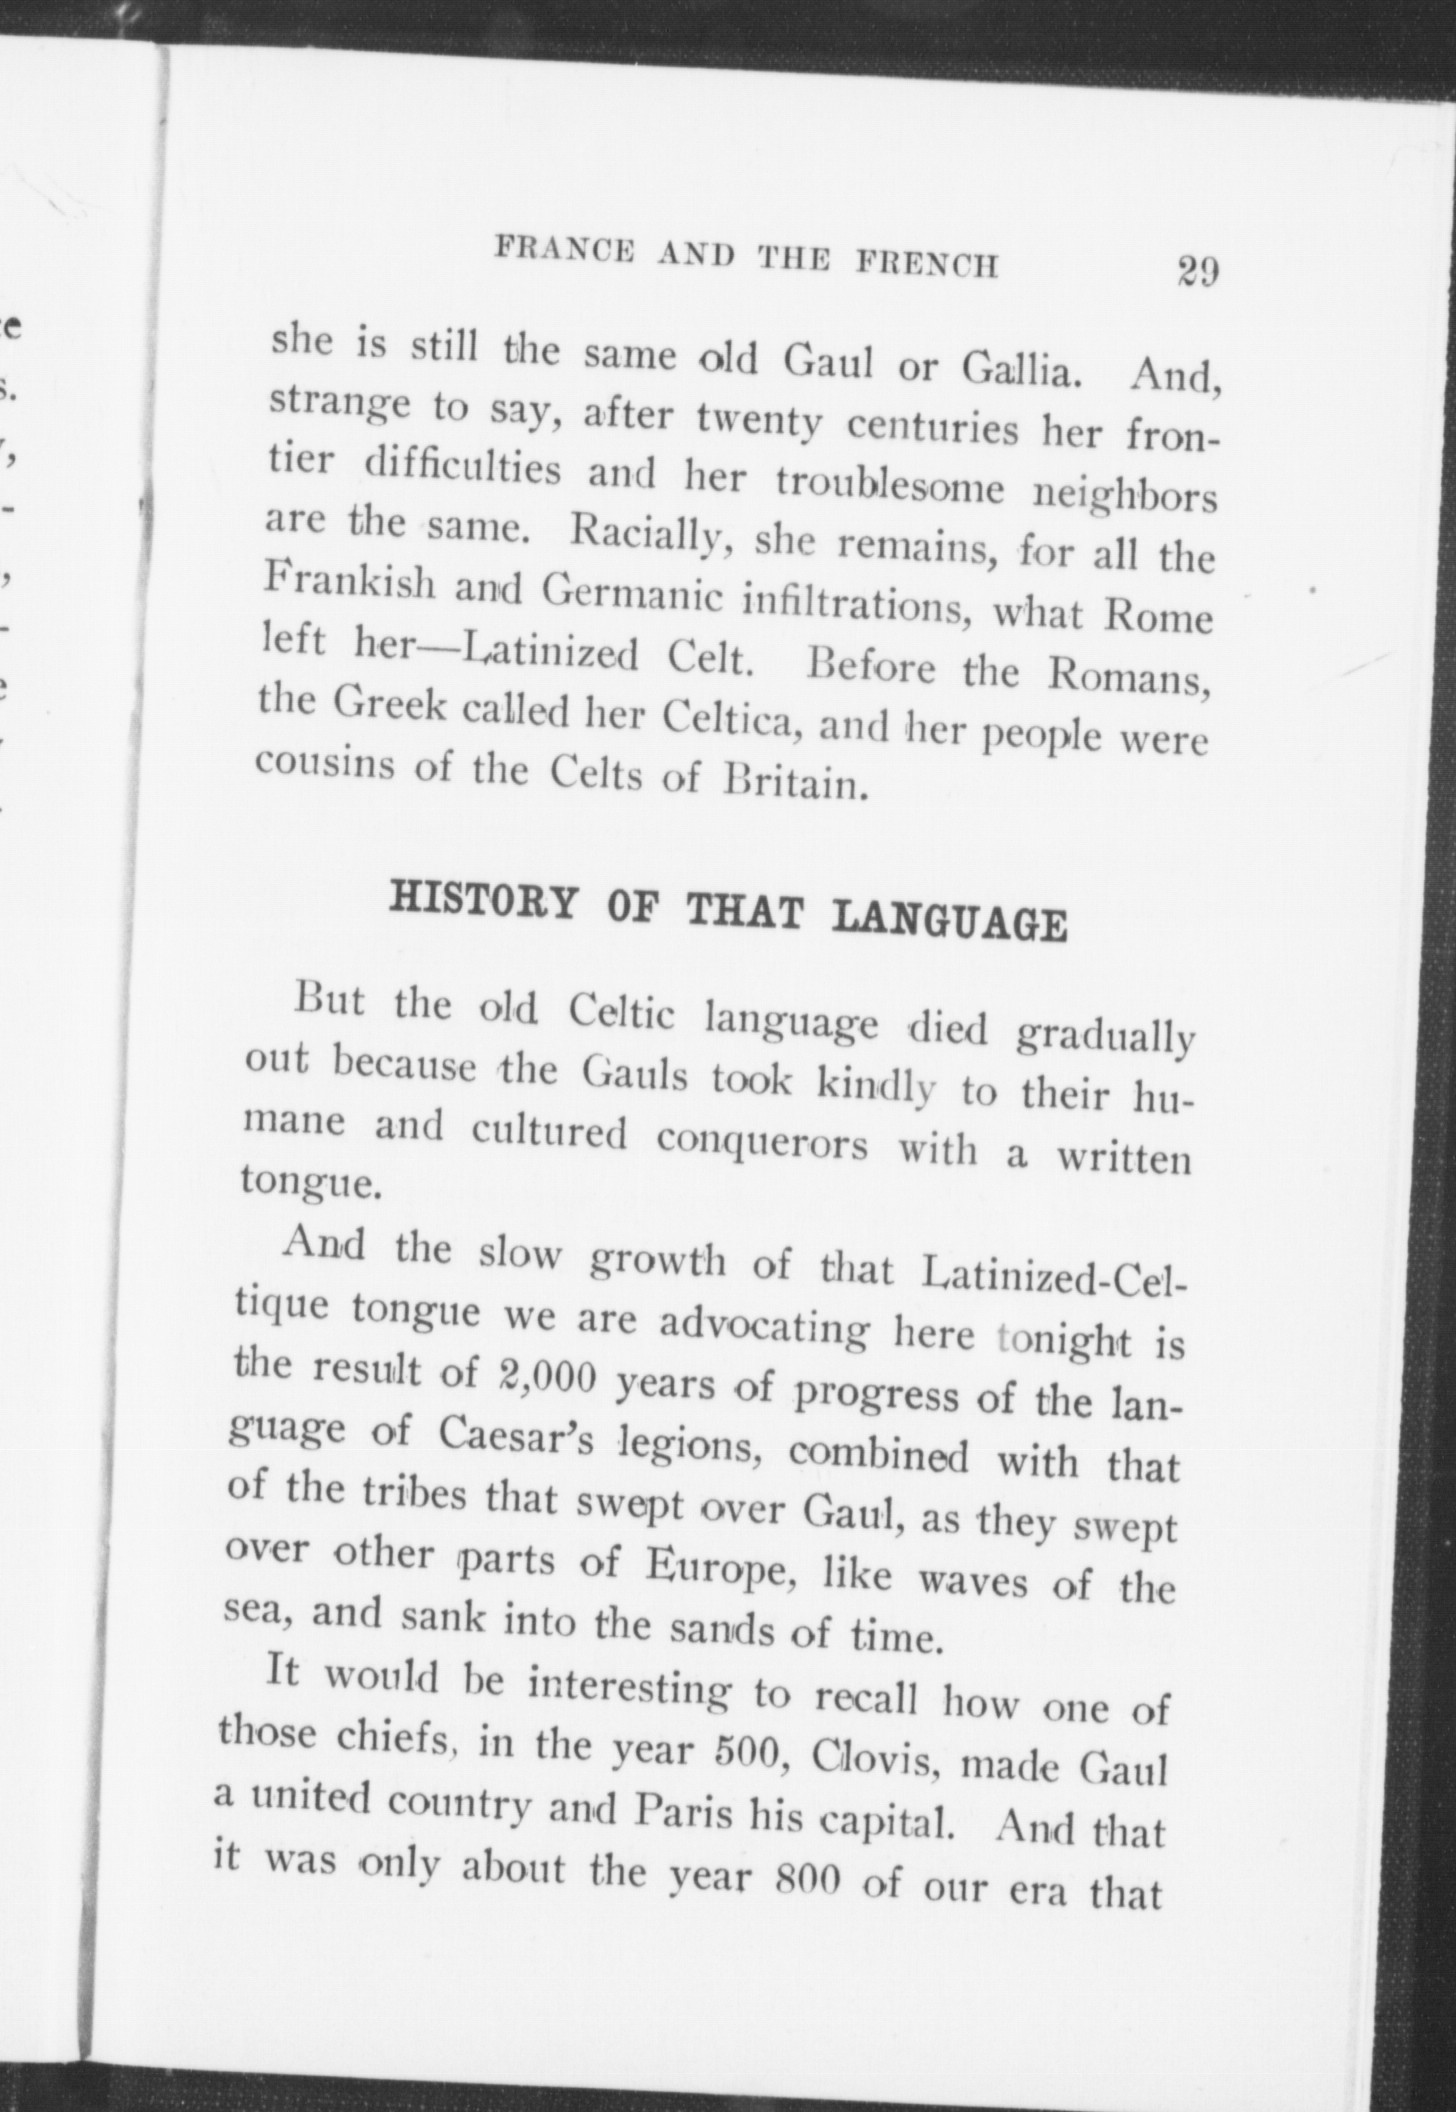 FRANCE AND THE FRENCH 29
she is still the same old Gaul or Gallia. And,
strange to say, after twenty centuries her fron-
tier difficulties and her troublesome neighbors
are the same. Racially, she remains, for all the
Frankish and Germanic infiltrations, what Rome
left her—Latinized Celt. Before the Romans,
the Greek called her Celtica, and her people were
cousins of the Celts of Britain.
HISTORY OF THAT LANGUAGE
But the old Celtic language died gradually
out because the Gauls took kindly to their hu-
mane and cultured conquerors with a written
tongue.
And the slow growth of that Latinized-Cel-
tique tongue we are advocating here tonight is
the result of 2,000 years of progress of the lan-
guage of Caesar's legions, combined with that
of the tribes that swept over Gaul, as they swept
over other parts of Europe, like waves of the
sea, and sank into the sands of time.
It would be interesting to recall how one of
those chiefs, in the year 500, Clovis, made Gaul
a united country and Paris his capital. And that
it was only about the year 800 of our era that